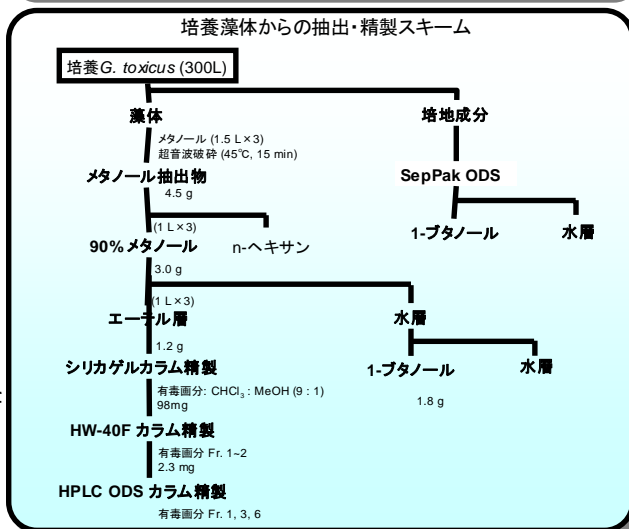 培養藻体からの抽出・精製スキーム
培養G. toxicus (300L)
藻体
培地成分
メタノール (1.5 L×3)
超音波破砕 (45℃, 15 min)
メタノール抽出物
4.5 g
SepPak ODS
(1 L×3)
90%メタノール
n-ヘキサン
1-ブタノール
水層
3.0 g
(1 L×3)
エーテル層
水層
1.2 g
シリカゲルカラム精製
1-ブタノール
水層
有毒画分: CHCl3 : MeOH (9 : 1)
98mg
1.8 g
HW-40F カラム精製
有毒画分 Fr. 1~2
2.3 mg
HPLC ODS カラム精製
有毒画分 Fr. 1, 3, 6